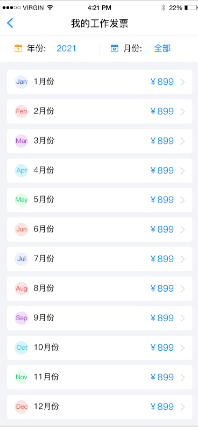 VIRGIN 4:21 PM 22%
我的工作发票
年份: 2021 月份: 全部
Jan 1月份 ￥899
Feb 2月份 ￥899
Mar 3月份 ￥899
Apr 4月份 ￥899
May 5月份 ￥899
Jun 6月份 ￥899
Jul 7月份 ￥899
Aug 8月份 ￥899
Sep 9月份 ￥899
Oct 10月份 ￥899
Nov 11月份 ￥899
Dec 12月份 ￥899